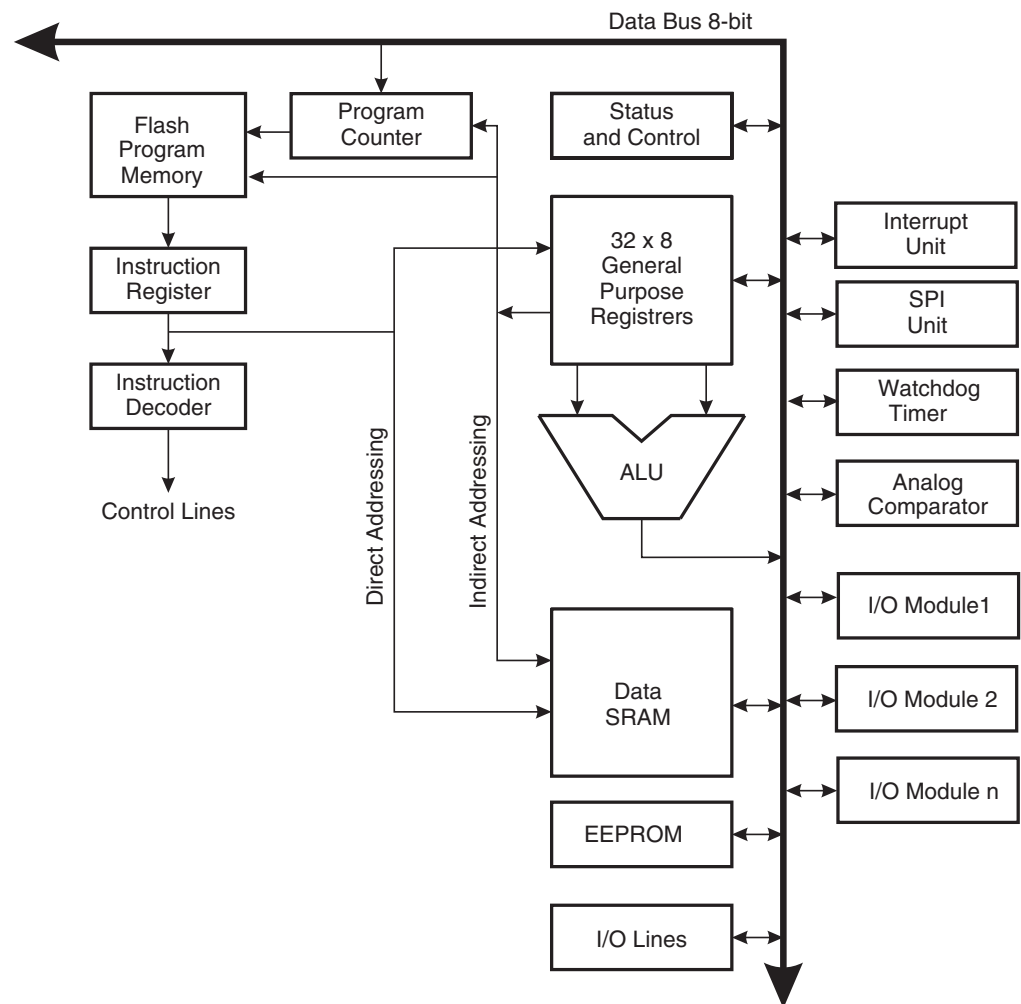 Data Bus 8-bit
Flash
Program
Memory
Program
Counter
Status
and Control
Instruction
Register
32 x 8
General
Purpose
Registrers
Interrupt
Unit
SPI
Unit
Instruction
Decoder
Watchdog
Timer
Control Lines
Direct Addressing
Indirect Addressing
ALU
Analog
Comparator
I/O Module1
Data
SRAM
I/O Module 2
I/O Module n
EEPROM
I/O Lines